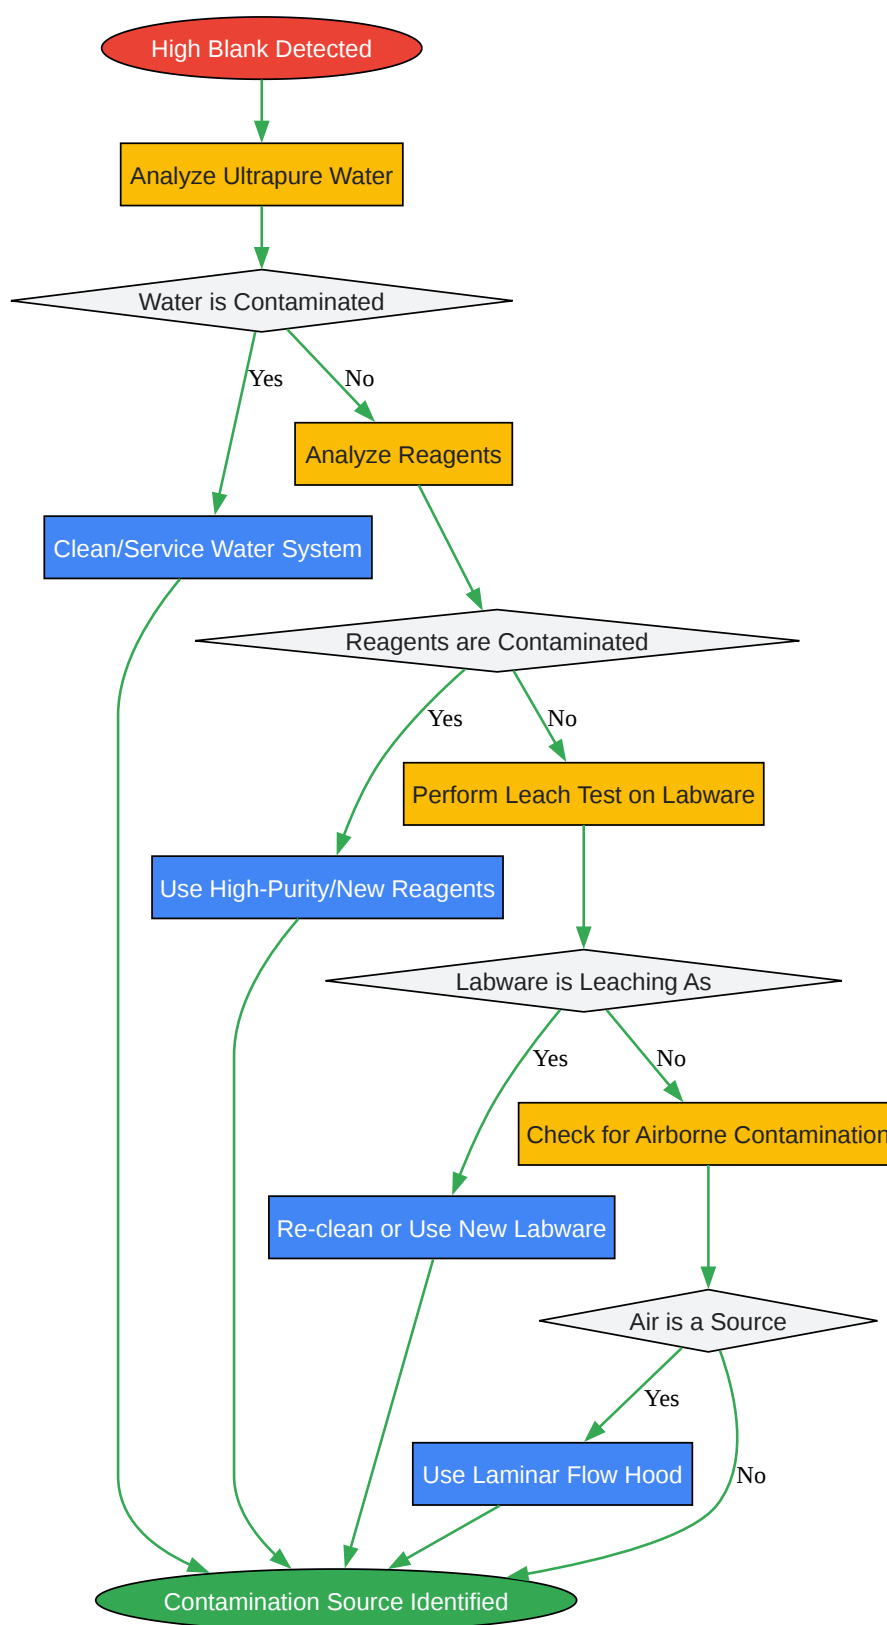 High Blank Detected
Analyze Ultrapure Water
Water is Contaminated
Yes
No
Analyze Reagents
Clean/Service Water System
Reagents are Contaminated
Yes
No
Perform Leach Test on Labware
Use High-Purity/New Reagents
Labware is Leaching As
Yes
No
Check for Airborne Contamination
Re-clean or Use New Labware
Air is a Source
Yes
Use Laminar Flow Hood
No
Contamination Source Identified